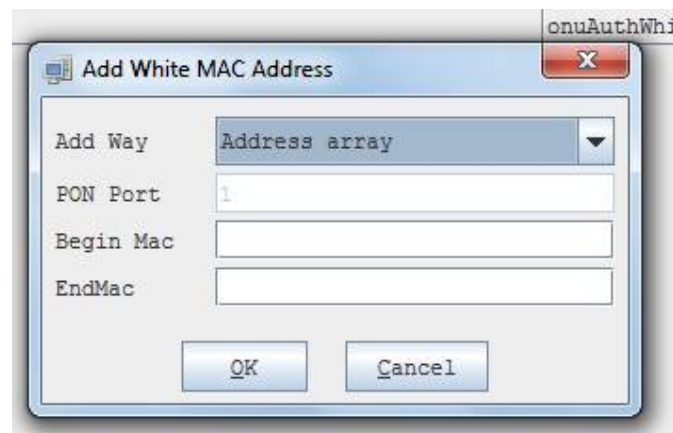 onuAuthWhi
Add White MAC Address
Add Way Address array
PON Port 1
Begin Mac
EndMac
OK Cancel